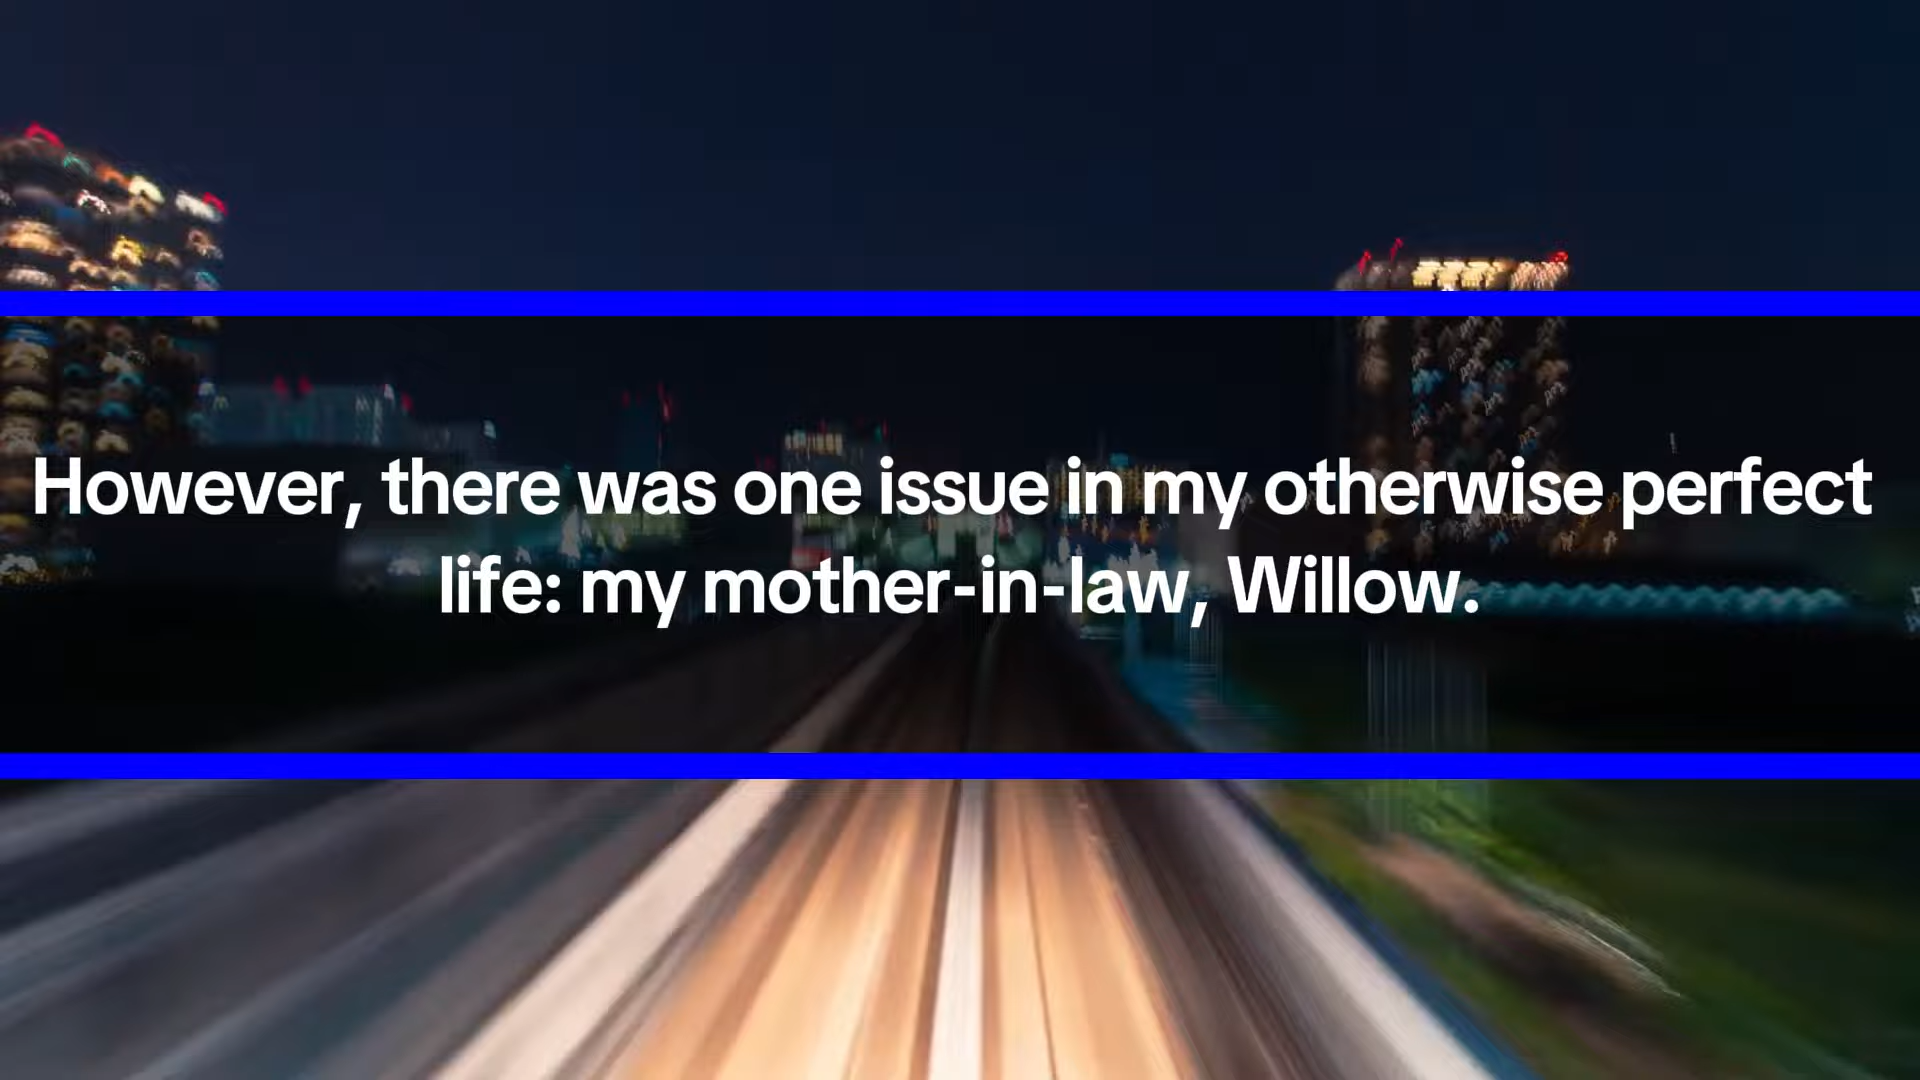 However, there was one issue in my otherwise perfect
life: my mother-in-law, Willow.